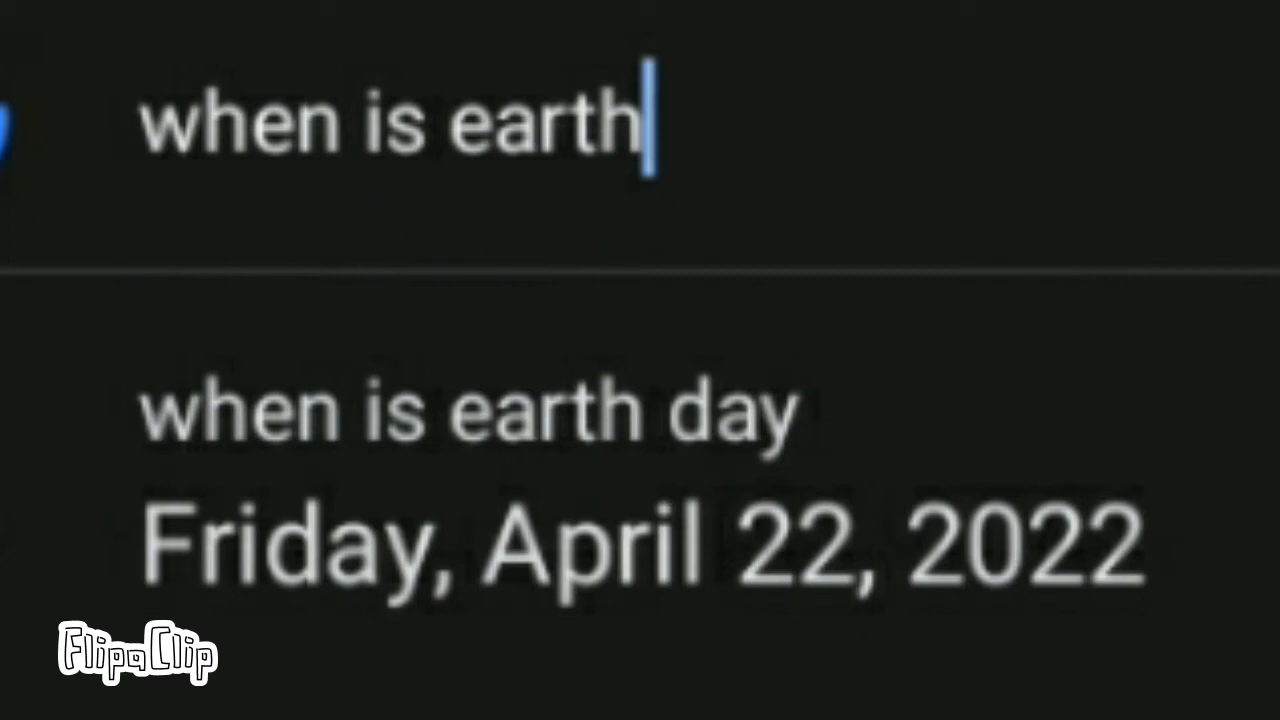 when is earth
when is earth day
Friday, April 22, 2022
FlipaClip